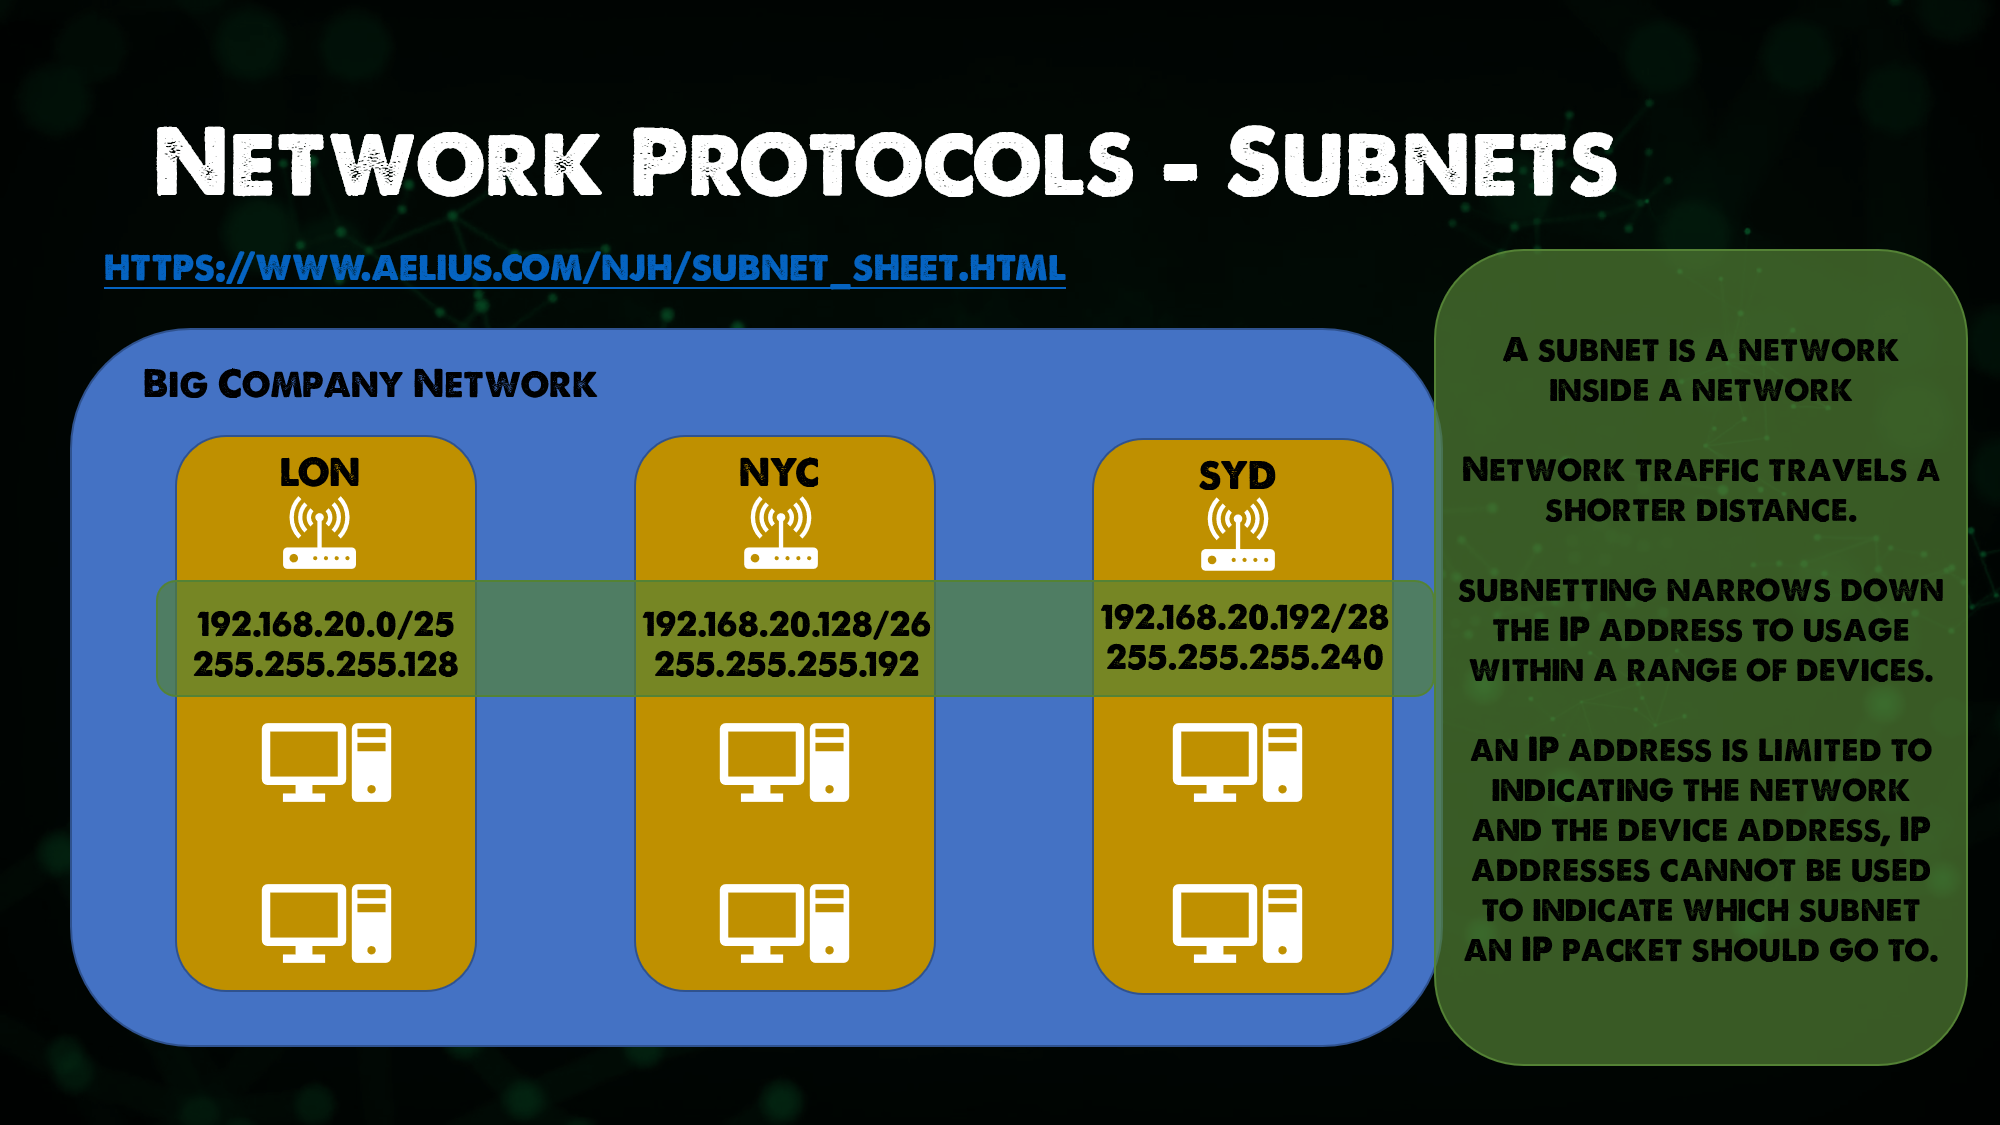 Network Protocols - Subnets
https://www.aelius.com/njh/subnet_sheet.html
Big Company Network
LON
NYC
SYD
192.168.20.0/25
255.255.255.128
192.168.20.128/26
255.255.255.192
192.168.20.192/28
255.255.255.240
A subnet is a network
inside a network
Network traffic travels a
shorter distance.
subnetting narrows down
the IP address to usage
within a range of devices.
an IP address is limited to
indicating the network
and the device address, IP
addresses cannot be used
to indicate which subnet
an IP packet should go to.